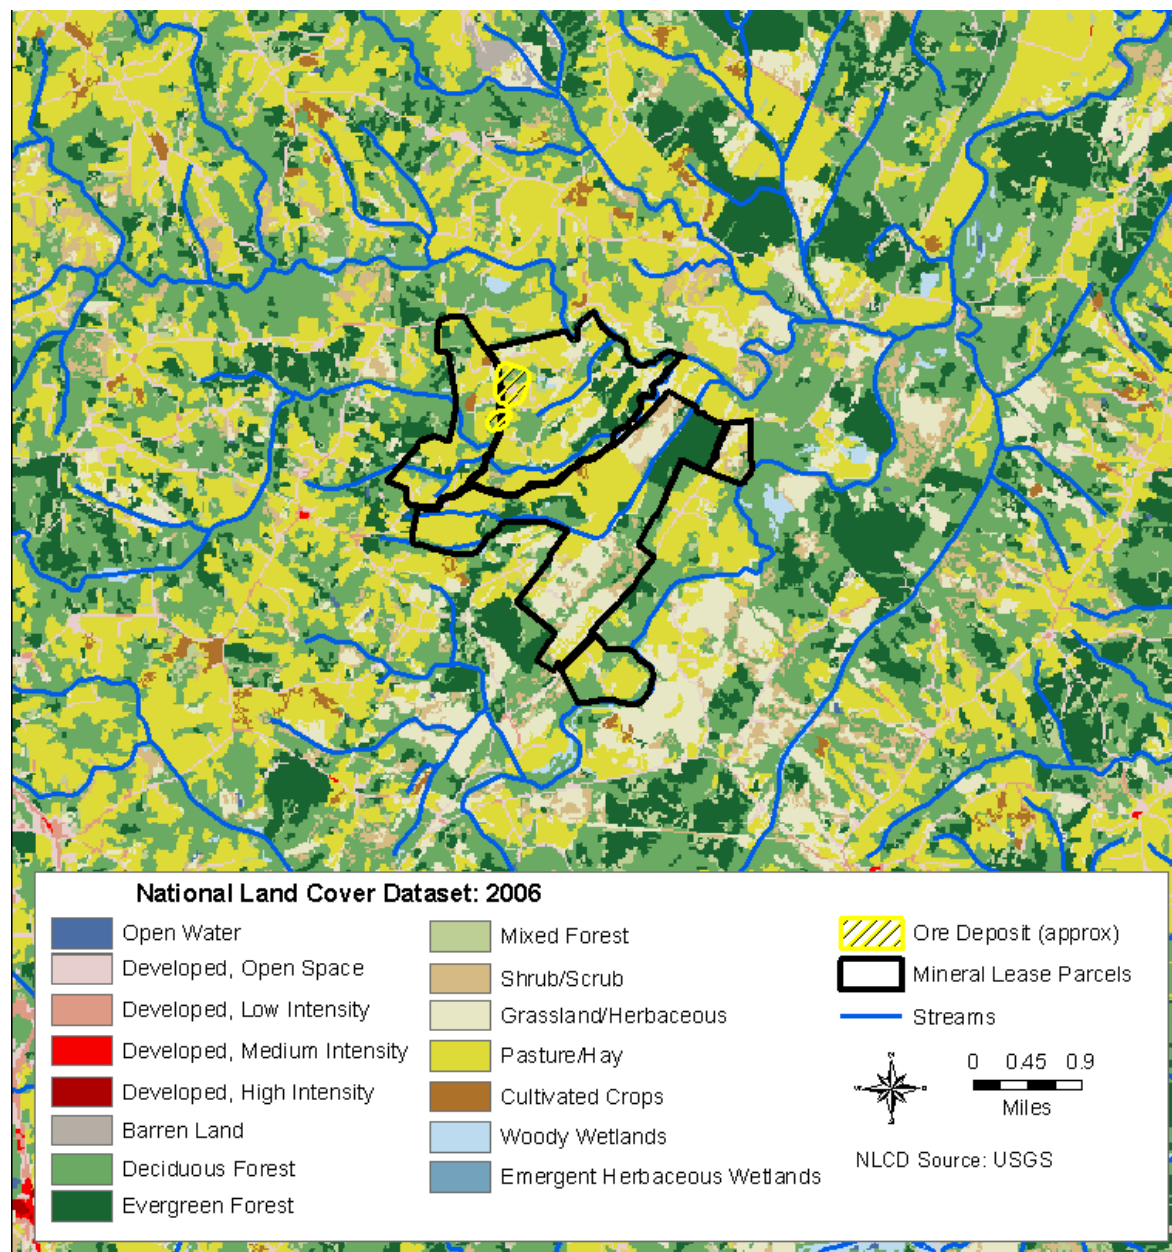 National Land Cover Dataset: 2006
Open Water
Developed, Open Space
Developed, Low Intensity
Developed, Medium Intensity
Developed, High Intensity
Barren Land
Deciduous Forest
Evergreen Forest
Mixed Forest
Shrub/Scrub
Grassland/Herbaceous
Pasture/Hay
Cultivated Crops
Woody Wetlands
Emergent Herbaceous Wetlands
Ore Deposit (approx)
Mineral Lease Parcels
Streams
0 0.45 0.9
Miles
NLCD Source: USGS